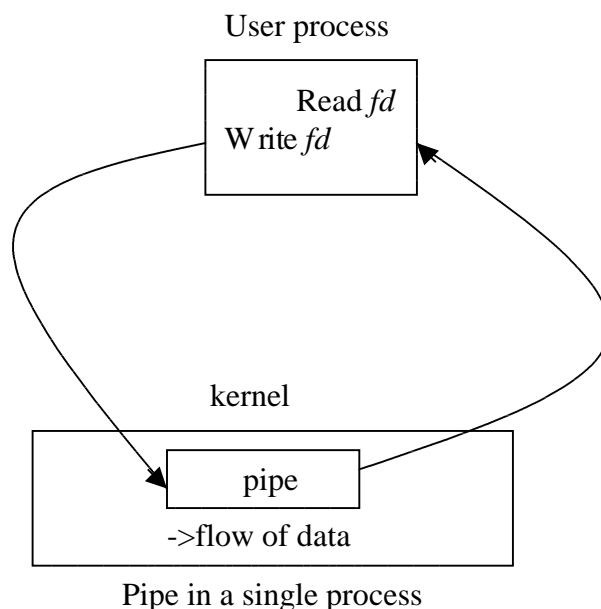 User process
Read fd
Write fd
kernel
pipe
->flow of data
Pipe in a single process